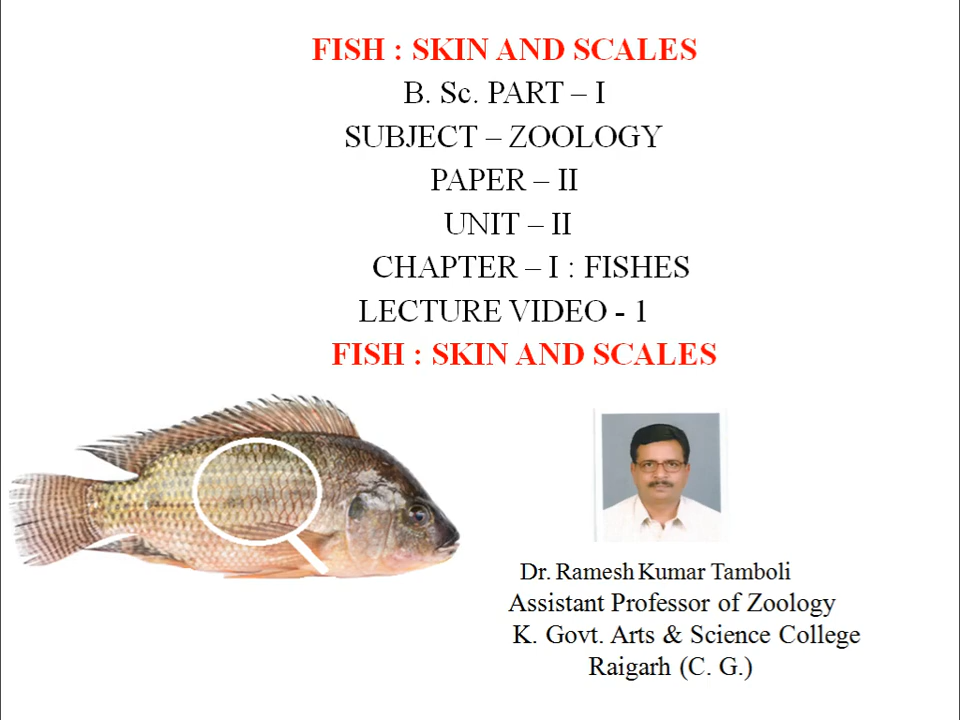 FISH : SKIN AND SCALES
B. Sc. PART – I
SUBJECT – ZOOLOGY
PAPER – II
UNIT – II
CHAPTER – I : FISHES
LECTURE VIDEO - 1
FISH : SKIN AND SCALES
Dr. Ramesh Kumar Tamboli
Assistant Professor of Zoology
K. Govt. Arts & Science College
Raigarh (C. G.)